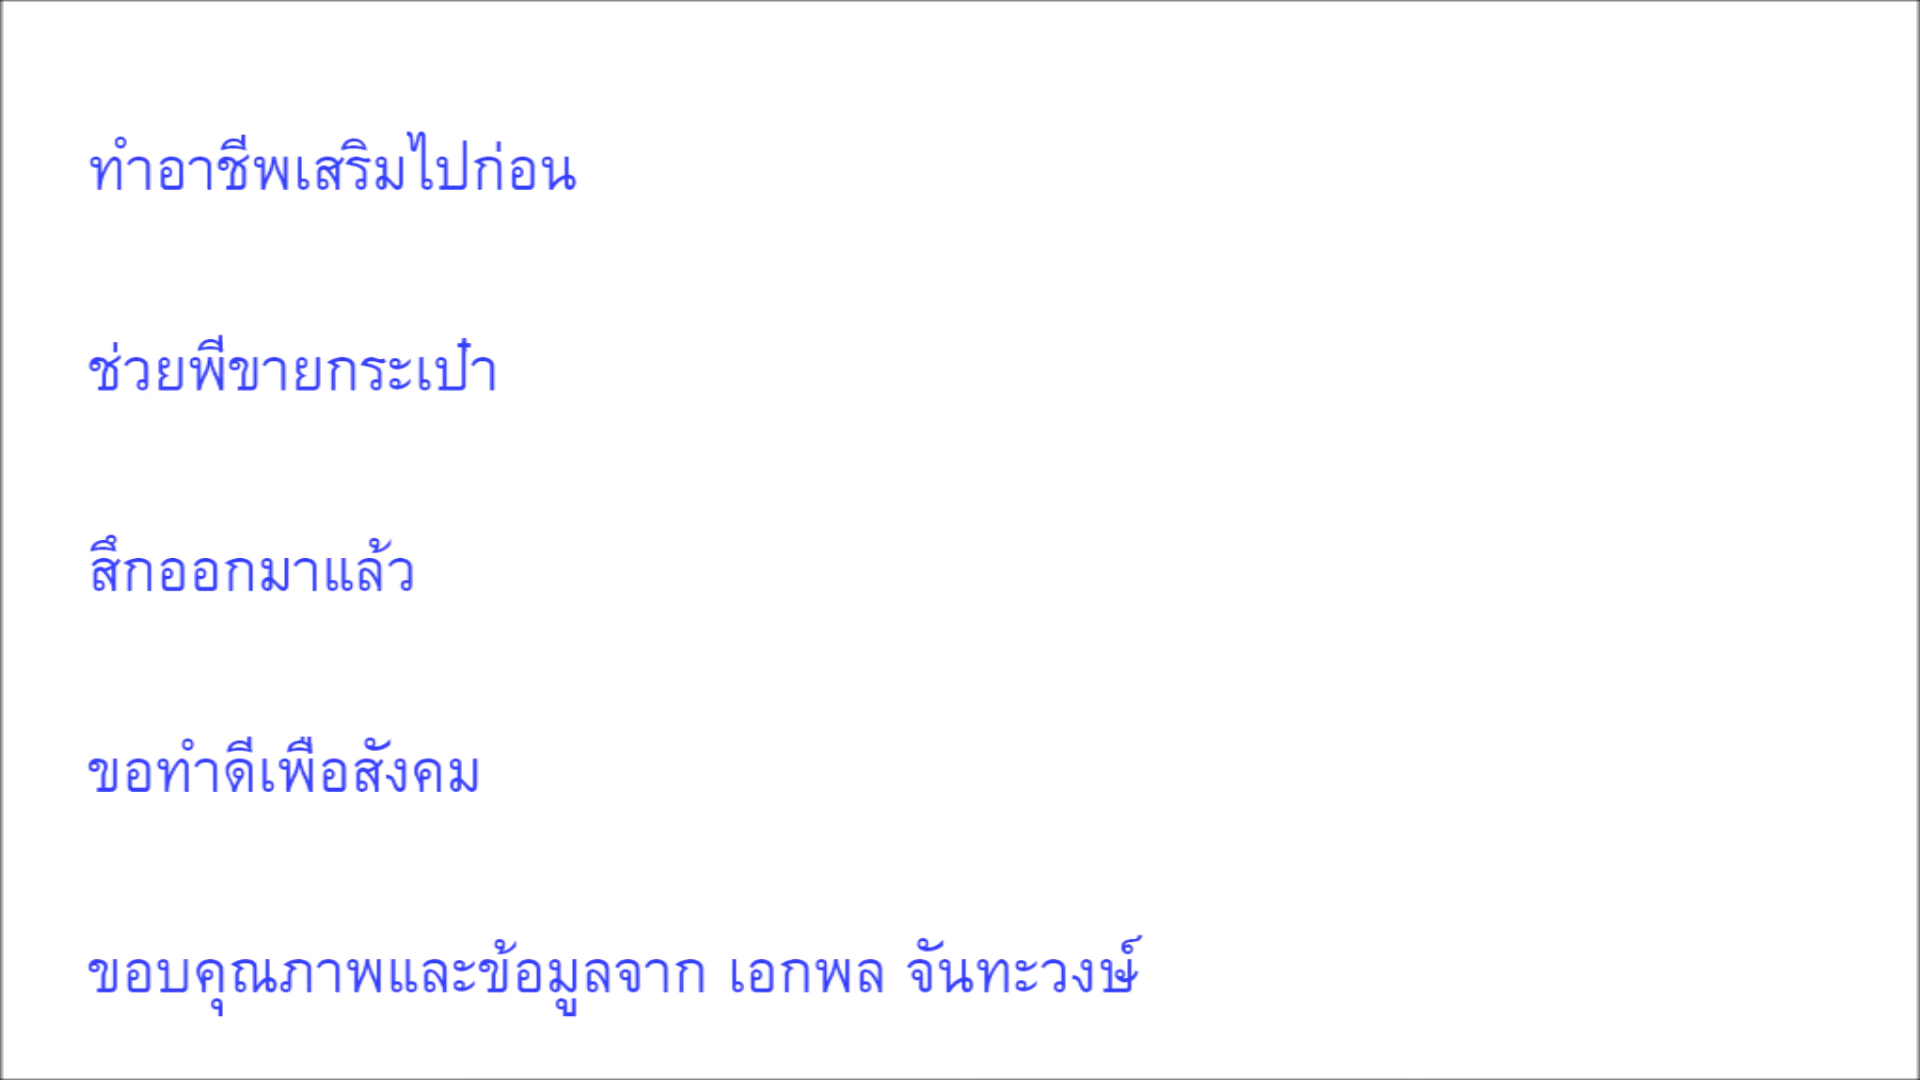 ทำอาชีพเสริมไปก่อน
ช่วยพีขายกระเป๋า
สึกออกมาแล้ว
ขอทำดีเพือสังคม
ขอบคุณภาพและข้อมูลจาก เอกพล จันทะวงษ์